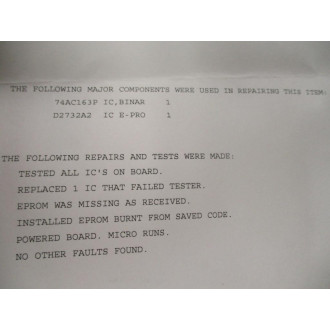 THE FOLLOWING MAJOR COMPONENTS WERE USED IN REPAIRING THIS ITEM:
74AC163P IC,BINAR 1
D2732A2 IC E-PRO 1
THE FOLLOWING REPAIRS AND TESTS WERE MADE:
TESTED ALL IC'S ON BOARD.
REPLACED 1 IC THAT FAILED TESTER.
EPROM WAS MISSING AS RECEIVED.
INSTALLED EPROM BURNT FROM SAVED CODE.
POWERED BOARD. MICRO RUNS.
NO OTHER FAULTS FOUND.